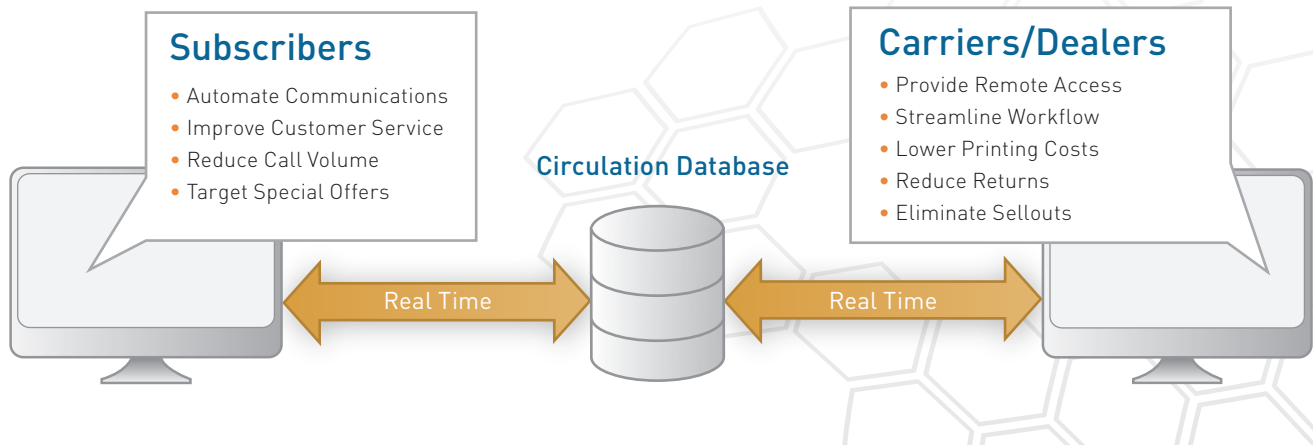 Subscribers
• Automate Communications
• Improve Customer Service
• Reduce Call Volume
• Target Special Offers
Real Time
Circulation Database
Real Time
Carriers/Dealers
• Provide Remote Access
• Streamline Workflow
• Lower Printing Costs
• Reduce Returns
• Eliminate Sellouts